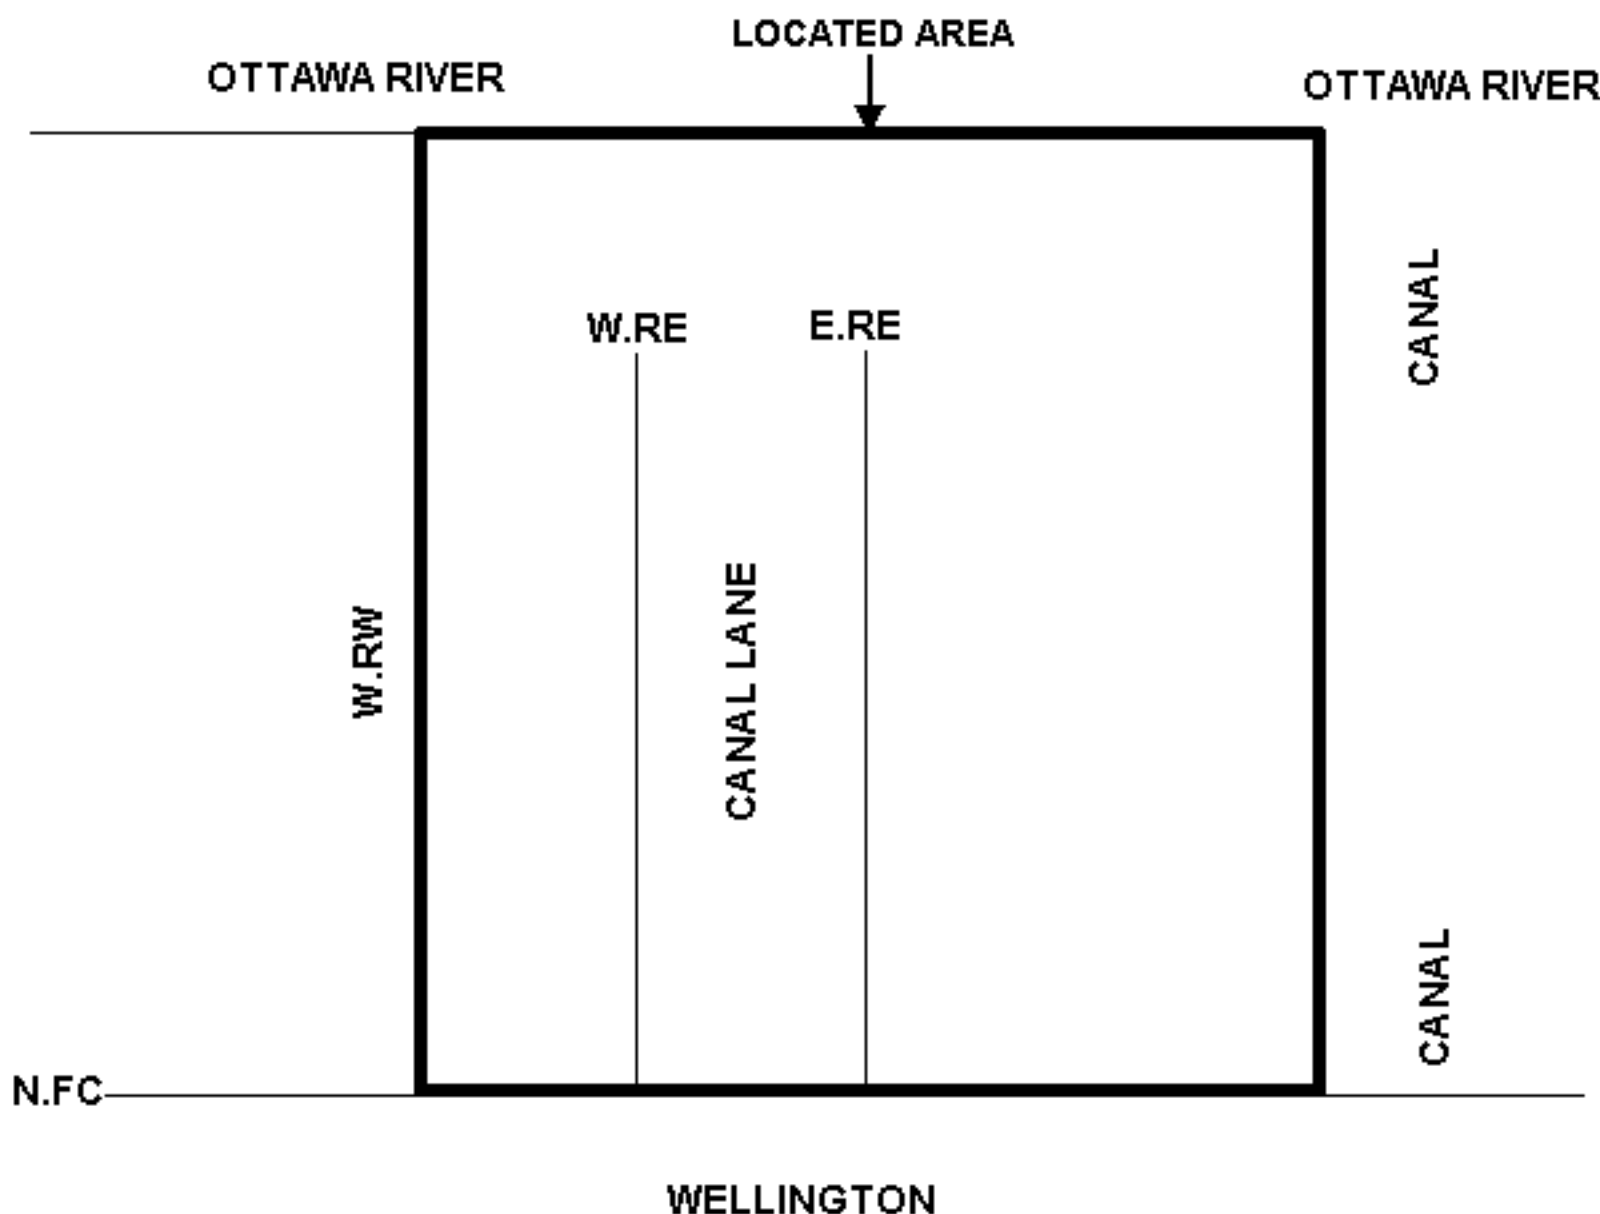 LOCATED AREA
OTTAWA RIVER
OTTAWA RIVER
CANAL
W.RE
E.RE
W.RW
CANAL LANE
CANAL
N.FC
WELLINGTON